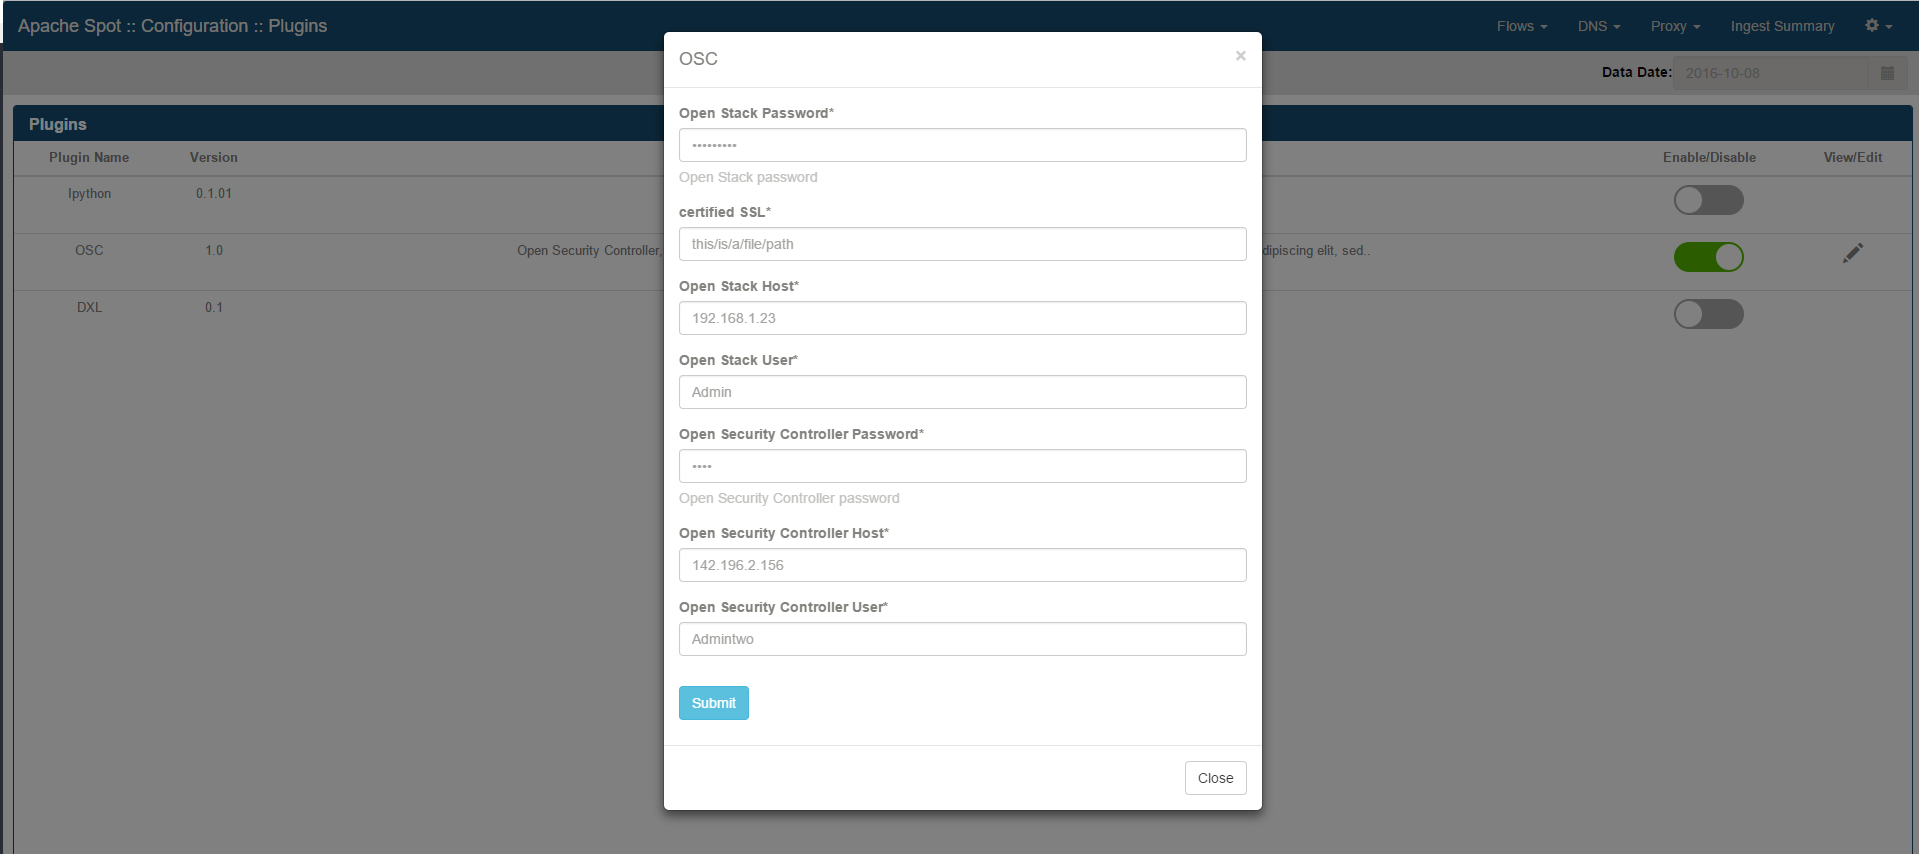 Apache Spot :: Configuration :: Plugins
Flows DNS Proxy Ingest Summary
Data Date: 2016-10-08
Plugins
Plugin Name Version Enable/Disable View/Edit
Ipython 0.1.01
OSC 1.0 Open Security Controller, dipiscing elit, sed..
DXL 0.1
OSC ×
Open Stack Password*
•••••••••
Open Stack password
certified SSL*
this/is/a/file/path
Open Stack Host*
192.168.1.23
Open Stack User*
Admin
Open Security Controller Password*
••••
Open Security Controller password
Open Security Controller Host*
142.196.2.156
Open Security Controller User*
Admintwo
Submit
Close